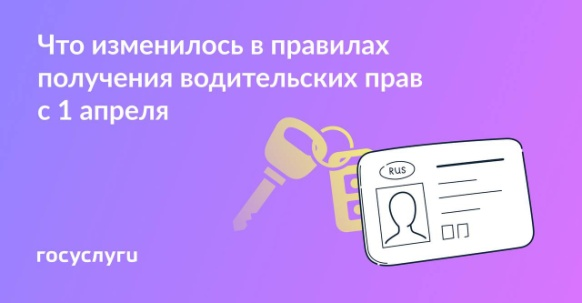 Что изменилось в правилах
получения водительских прав
с 1 апреля
RUS
госуслуги